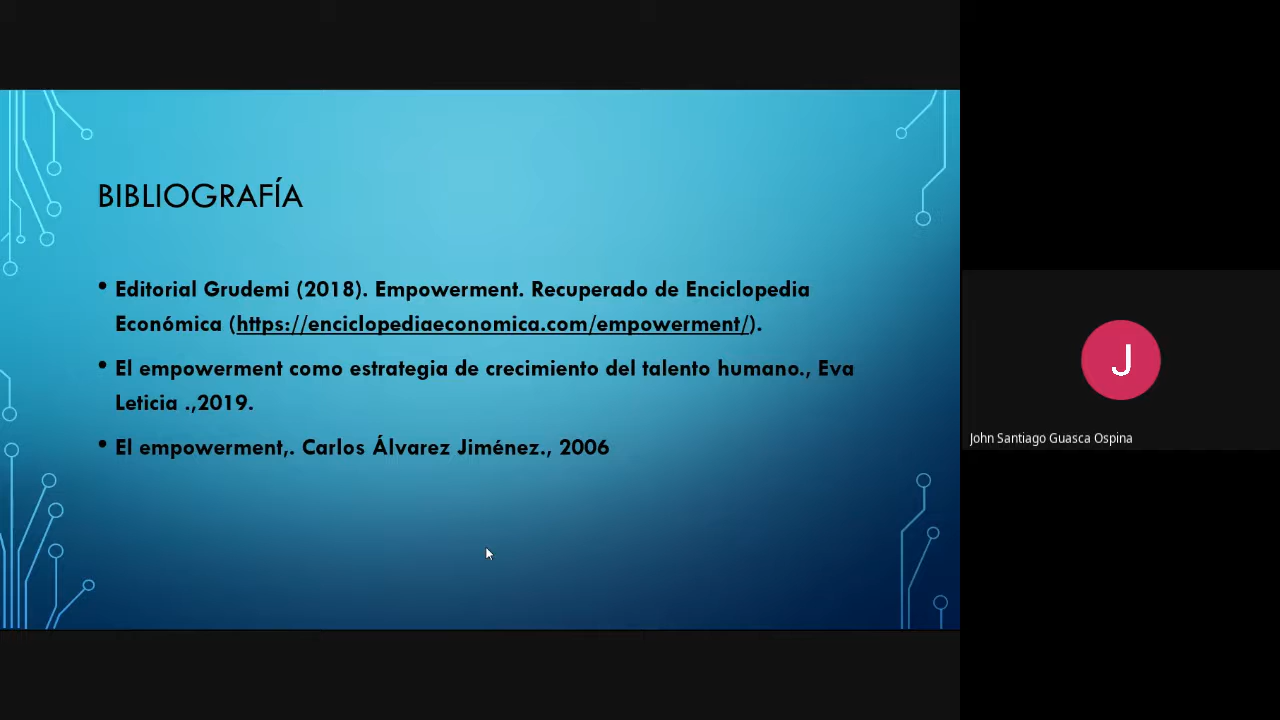 BIBLIOGRAFÍA
• Editorial Grudemi (2018). Empowerment. Recuperado de Enciclopedia
Económica (https://enciclopediaeconomica.com/empowerment/).
• El empowerment como estrategia de crecimiento del talento humano., Eva
Leticia .,2019.
• El empowerment,. Carlos Álvarez Jiménez., 2006
J
John Santiago Guasca Ospina